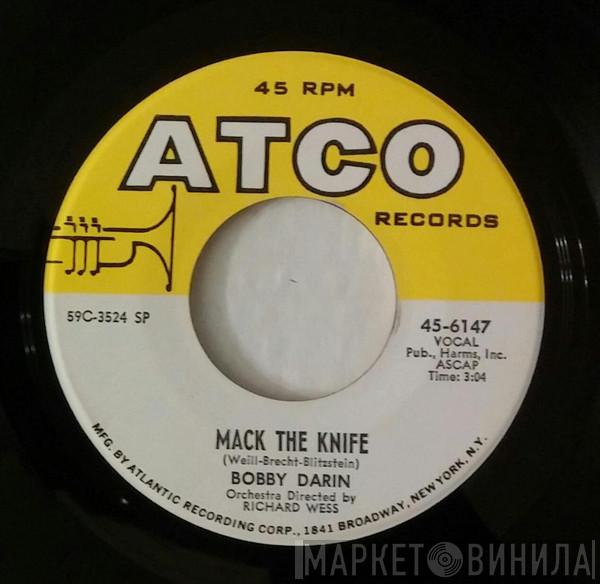 45 RPM
ATCO
RECORDS
59C-3524 SP
45-6147
VOCAL
Pub., Harms, Inc.
ASCAP
Time: 3:04
MACK THE KNIFE
(Weill-Brecht-Blitzstein)
BOBBY DARIN
Orchestra Directed by
RICHARD WESS
MFG. BY ATLANTIC RECORDING CORP., 1841 BROADWAY, NEW YORK, N.Y.
МАРКЕТ ВИНИЛА